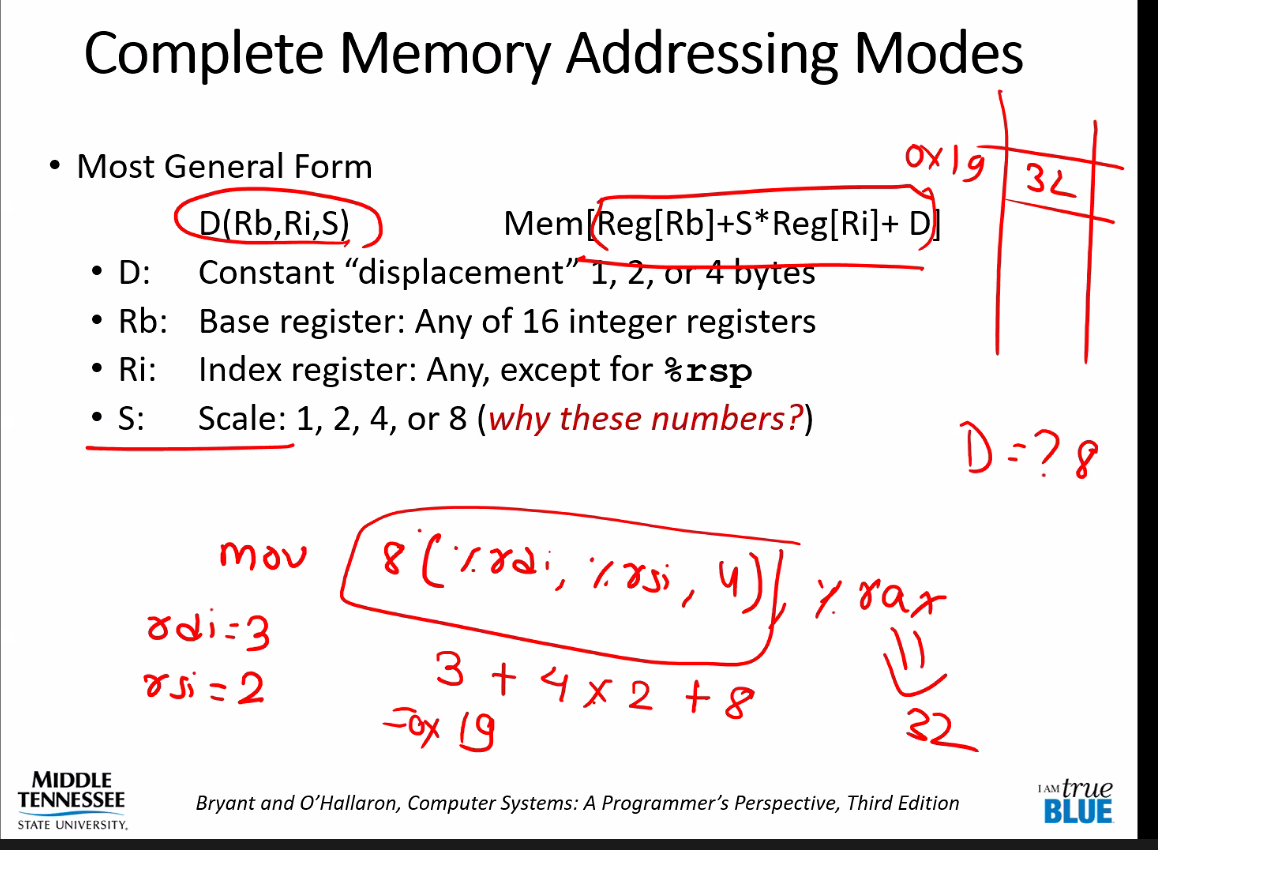 Complete Memory Addressing Modes
• Most General Form
D(Rb,Ri,S) Mem[Reg[Rb]+S*Reg[Ri]+ D]
• D: Constant “displacement” 1, 2, or 4 bytes
• Rb: Base register: Any of 16 integer registers
• Ri: Index register: Any, except for %rsp
• S: Scale: 1, 2, 4, or 8 (why these numbers?)
0x19
32
D=? 8
mov 8(%rdi, %rsi, 4), %rax
rdi=3
rsi=2
3 + 4 x 2 + 8
=0x 19
32
MIDDLE
TENNESSEE
STATE UNIVERSITY.
Bryant and O’Hallaron, Computer Systems: A Programmer’s Perspective, Third Edition
I AM true
BLUE